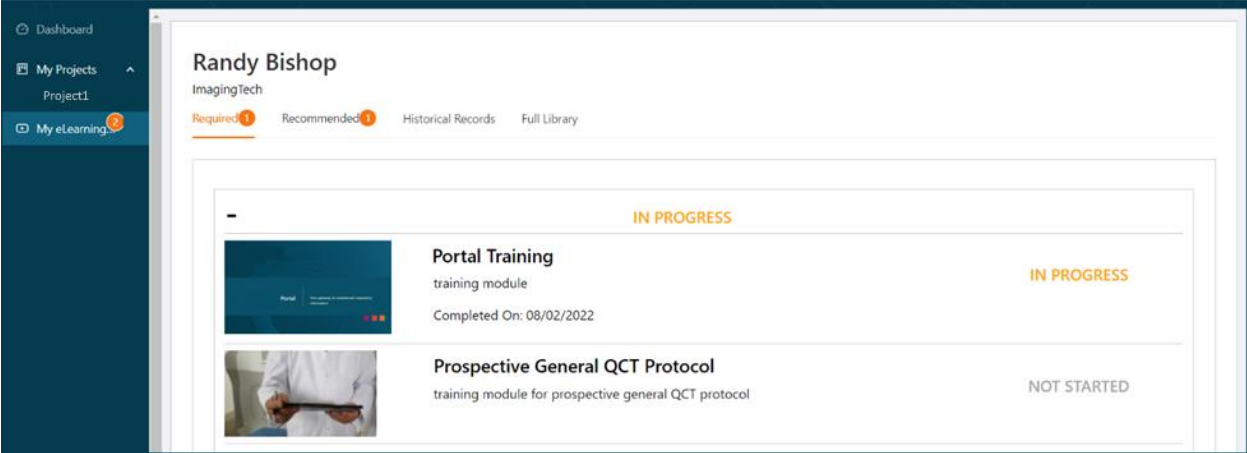 Dashboard
My Projects
Project1
My eLearning...
2
Randy Bishop
ImagingTech
Required 1 Recommended 1 Historical Records Full Library
- IN PROGRESS
Portal
Portal Training
training module
Completed On: 08/02/2022
IN PROGRESS
Prospective General QCT Protocol
training module for prospective general QCT protocol
NOT STARTED